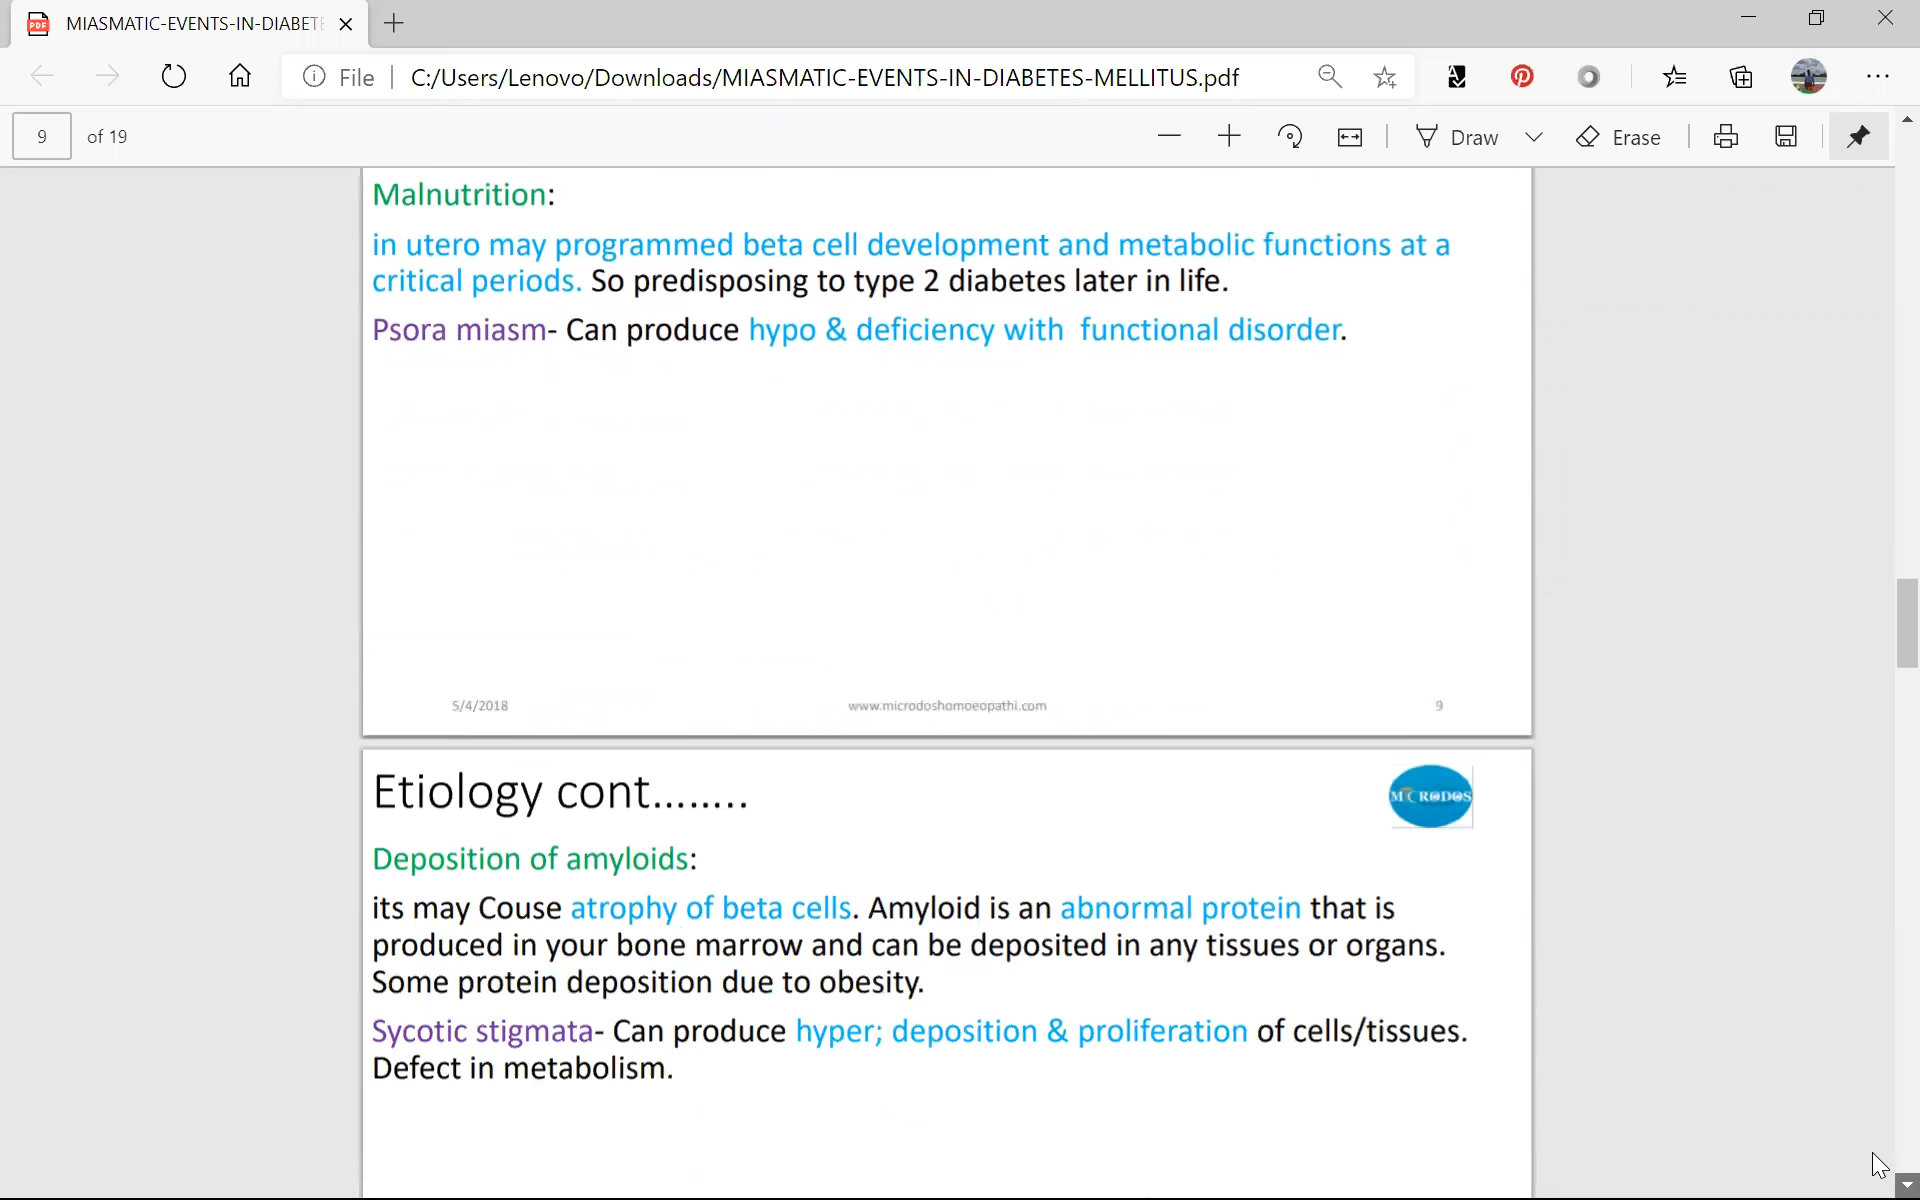 MIASMATIC-EVENTS-IN-DIABETE
File
C:/Users/Lenovo/Downloads/MIASMATIC-EVENTS-IN-DIABETES-MELLITUS.pdf
9 of 19
Draw
Erase
Malnutrition:
in utero may programmed beta cell development and metabolic functions at a
critical periods. So predisposing to type 2 diabetes later in life.
Psora miasm- Can produce hypo & deficiency with functional disorder.
5/4/2018
www.microdoshomoeopathi.com
9
Etiology cont........
MICRODOS
Deposition of amyloids:
its may Couse atrophy of beta cells. Amyloid is an abnormal protein that is
produced in your bone marrow and can be deposited in any tissues or organs.
Some protein deposition due to obesity.
Sycotic stigmata- Can produce hyper; deposition & proliferation of cells/tissues.
Defect in metabolism.